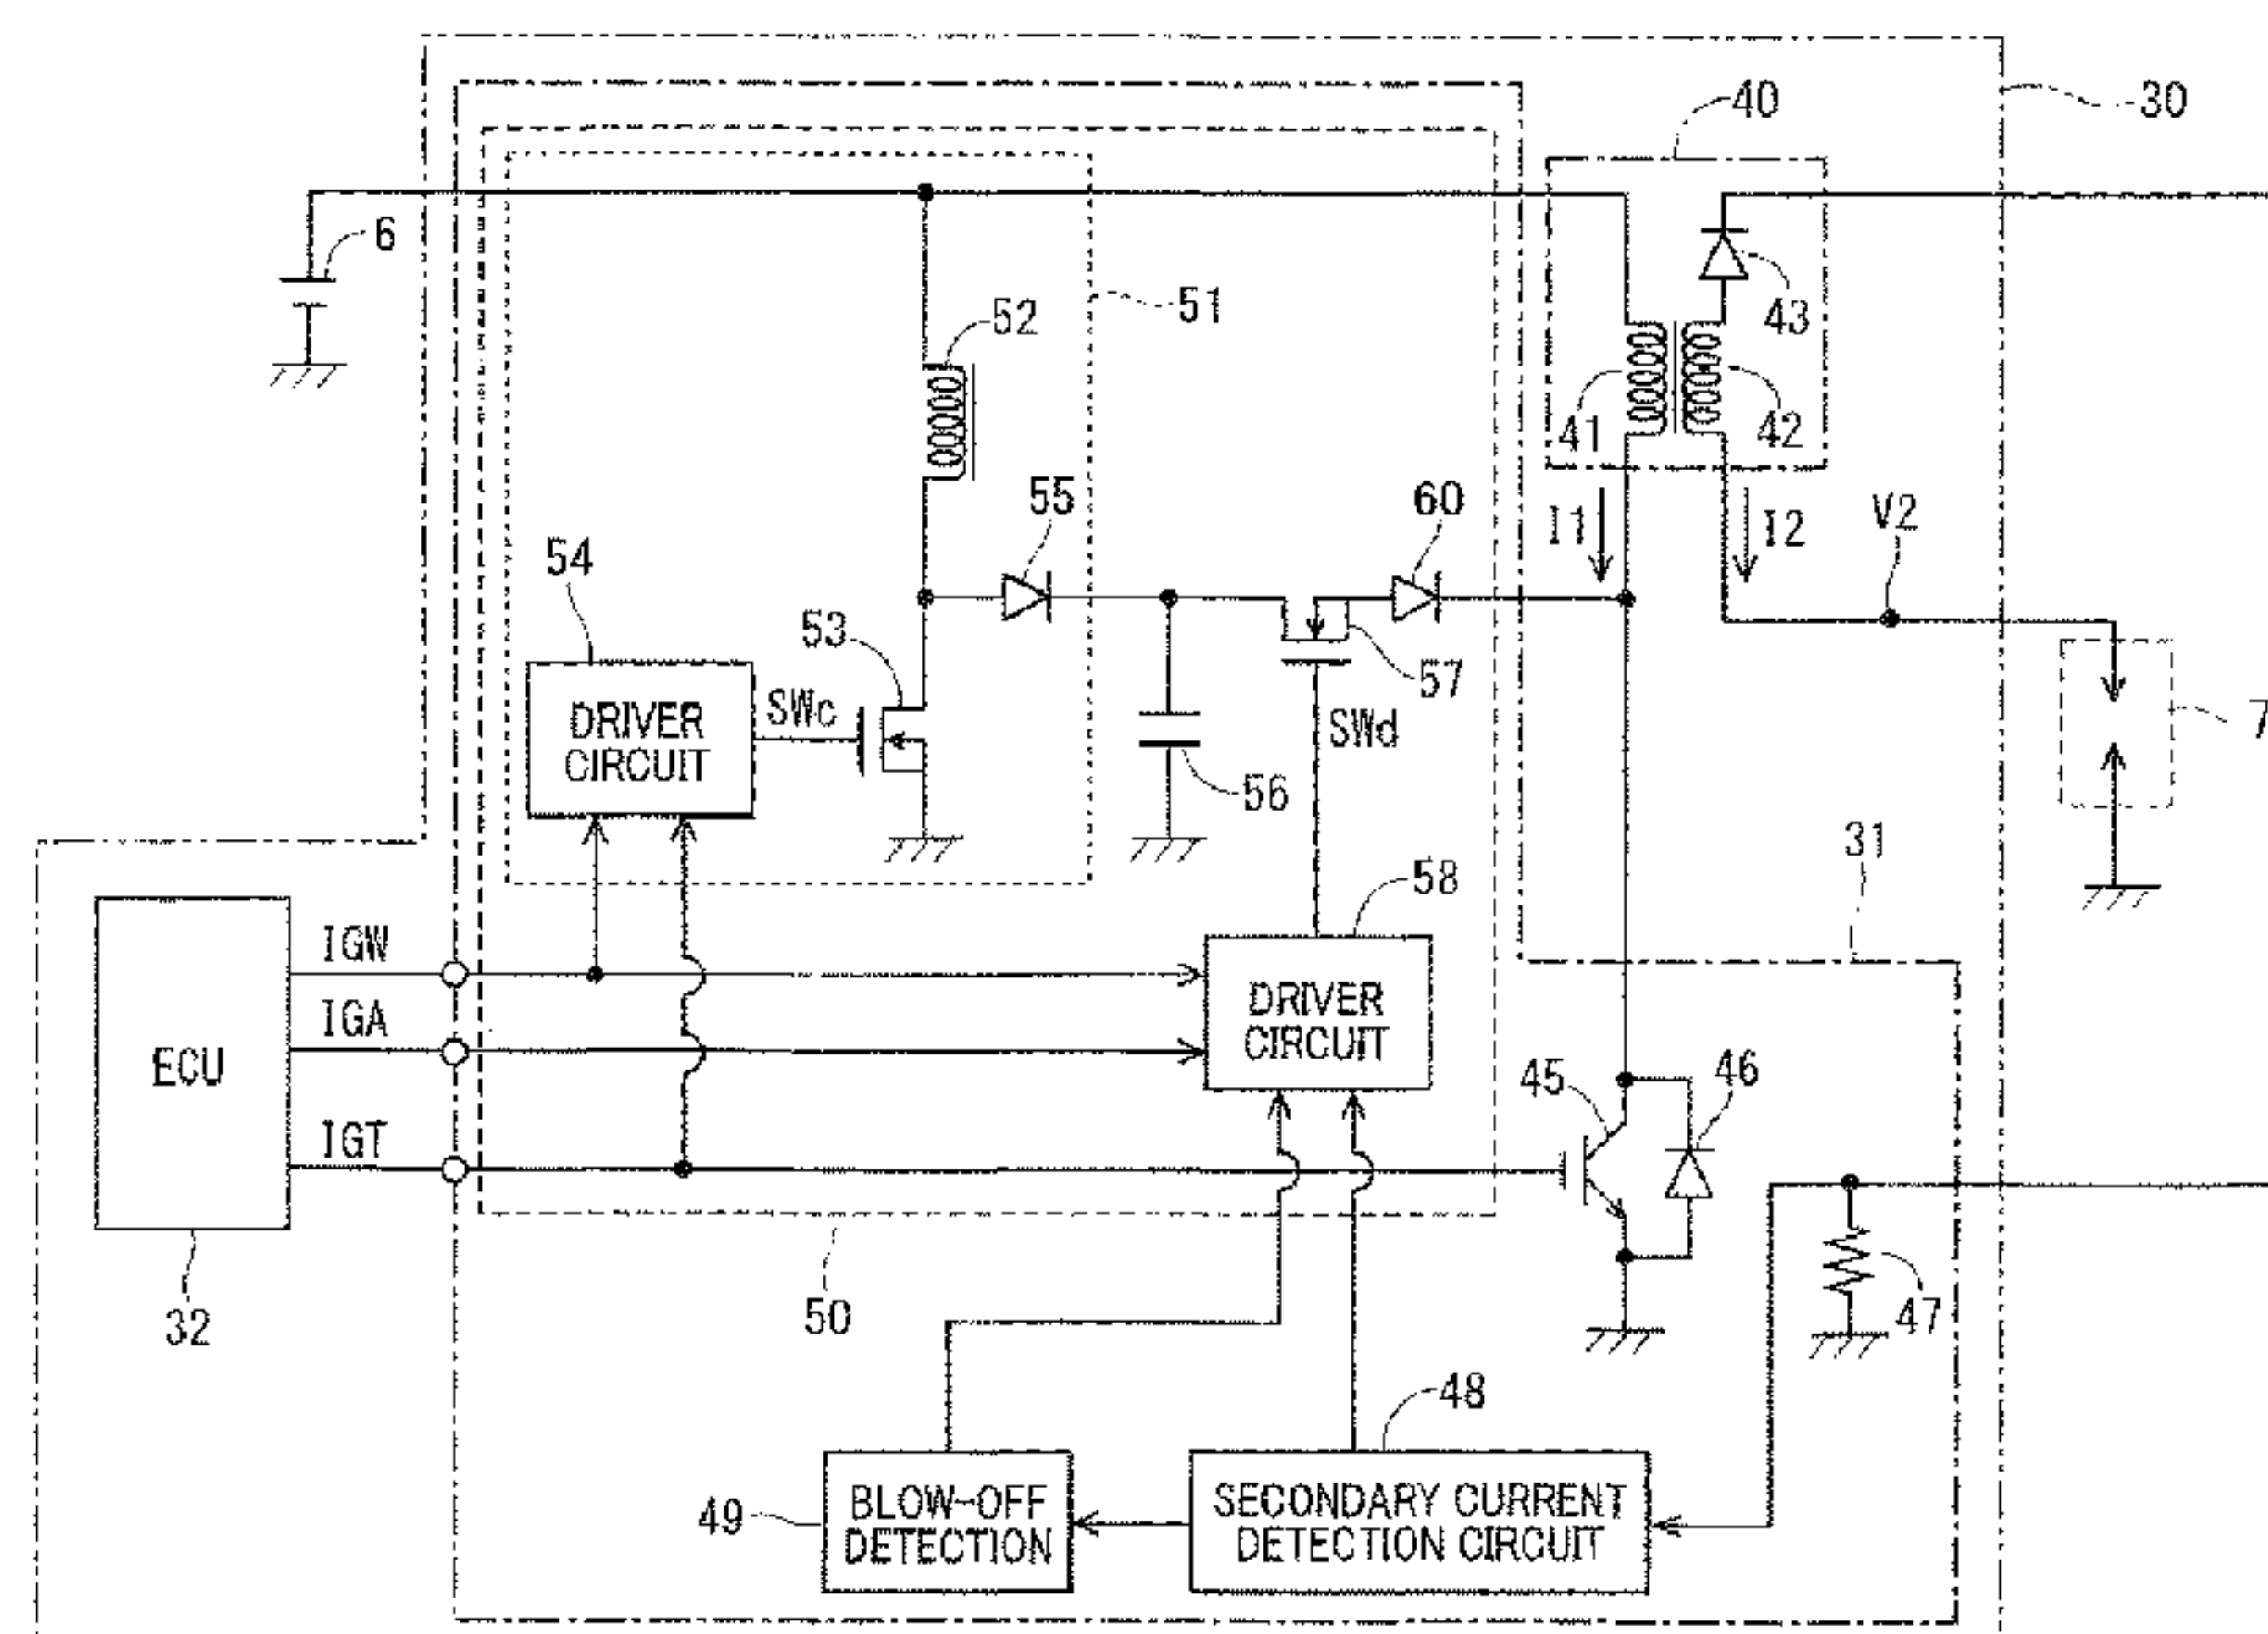 40
30
6
51
52
43
41
42
55
60
I1
I2
V2
54
53
57
7
SWc
SWd
DRIVER
CIRCUIT
56
31
58
IGW
IGA
IGT
ECU
DRIVER
CIRCUIT
45
46
32
50
47
48
49
BLOW-OFF
DETECTION
SECONDARY CURRENT
DETECTION CIRCUIT